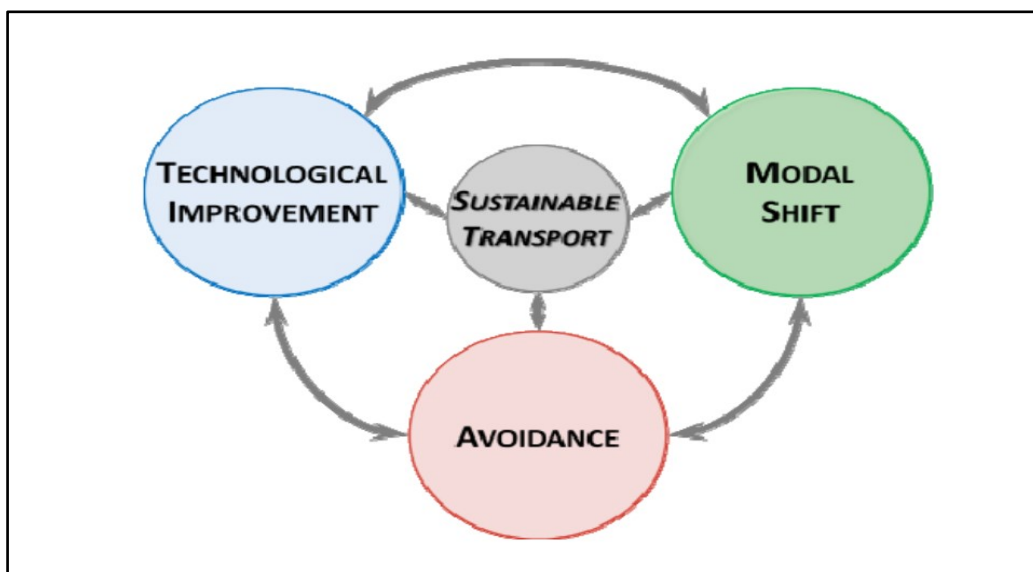 TECHNOLOGICAL
IMPROVEMENT
SUSTAINABLE
TRANSPORT
MODAL
SHIFT
AVOIDANCE